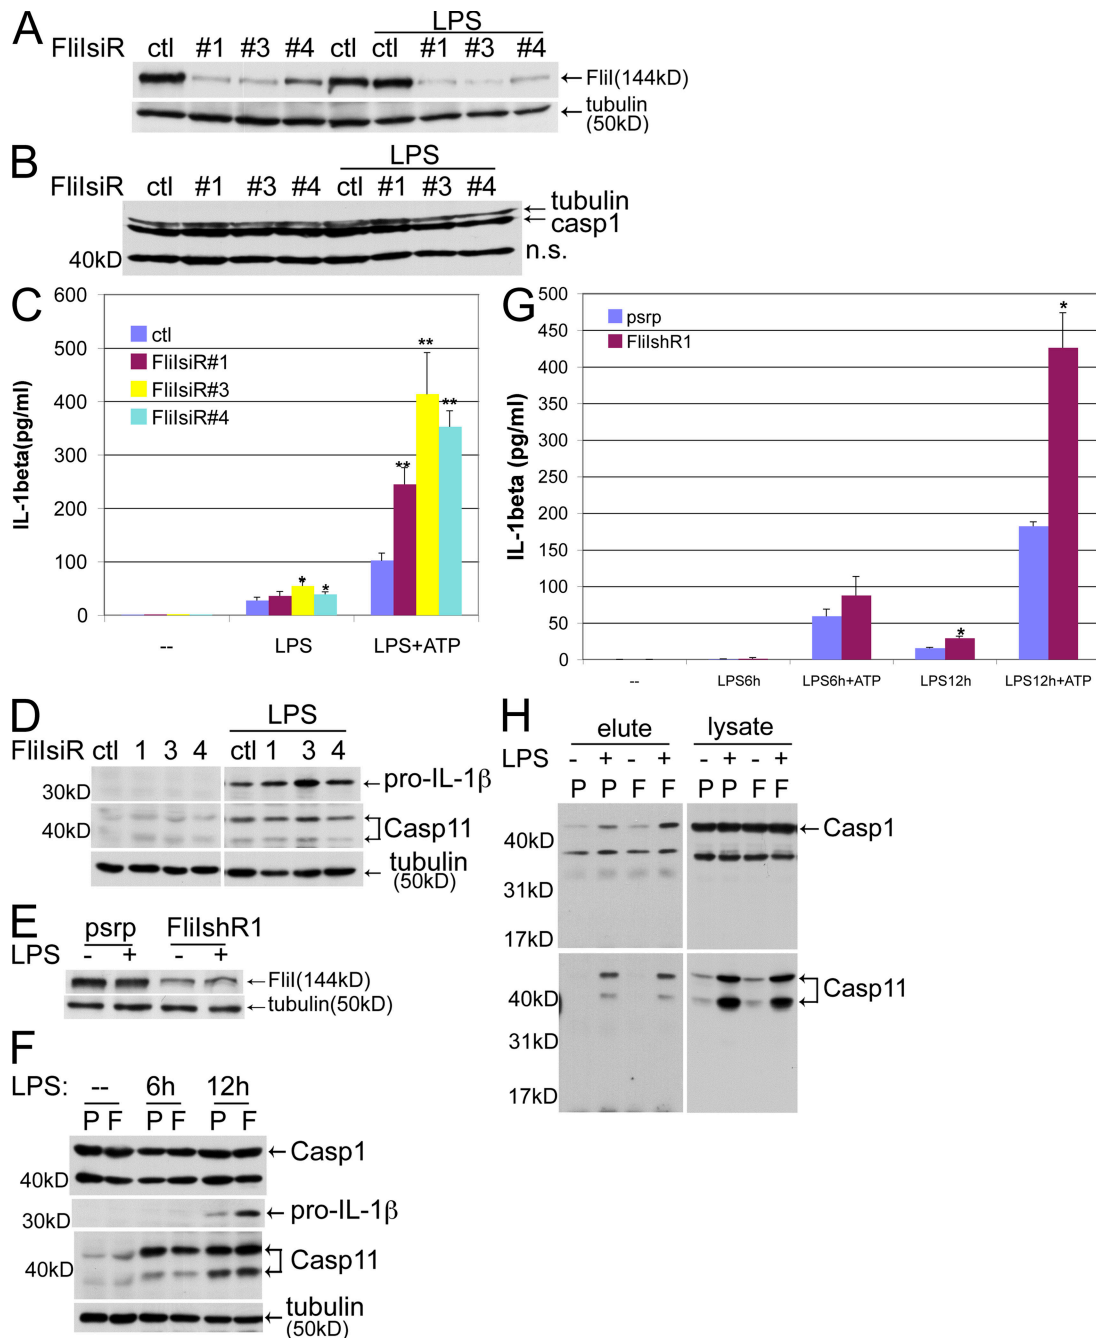 A
LPS
FliIsiR ctl #1 #3 #4 ctl ctl #1 #3 #4
←FliI(144kD)
←tubulin
(50kD)
B
LPS
FliIsiR ctl #1 #3 #4 ctl #1 #3 #4
←tubulin
←casp1
40kD
n.s.
C
600
500
400
300
200
100
0
IL-1beta(pg/ml)
ctl
FliIsiR#1
FliIsiR#3
FliIsiR#4
* *
** ** **
-- LPS LPS+ATP
G
500
450
400
350
300
250
200
150
100
50
0
IL-1beta (pg/ml)
psrp
FliIshR1
*
*
-- LPS6h LPS6h+ATP LPS12h LPS12h+ATP
D
LPS
FliIsiR ctl 1 3 4 ctl 1 3 4
30kD
←pro-IL-1β
40kD
Casp11
←tubulin
(50kD)
E
psrp FliIshR1
LPS - + - +
←FliI(144kD)
←tubulin(50kD)
F
LPS: -- 6h 12h
P F P F P F
←Casp1
40kD
30kD
←pro-IL-1β
Casp11
40kD
←tubulin
(50kD)
H
elute lysate
LPS - + - + - + - +
P P F F P P F F
40kD
←Casp1
31kD
17kD
40kD
Casp11
31kD
17kD